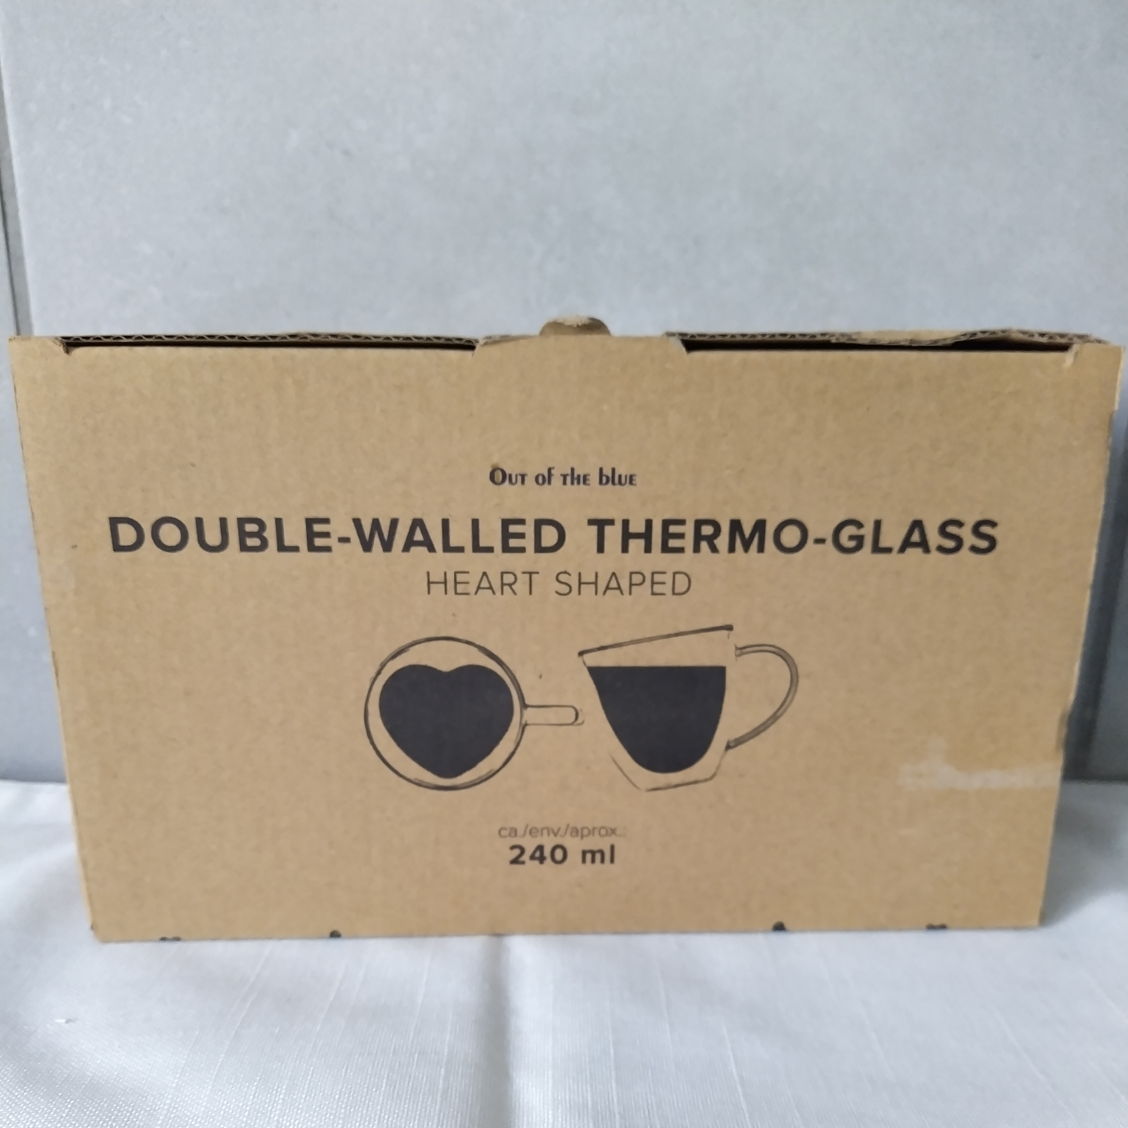 Out of the blue
DOUBLE-WALLED THERMO-GLASS
HEART SHAPED
ca./env./aprox.:
240 ml